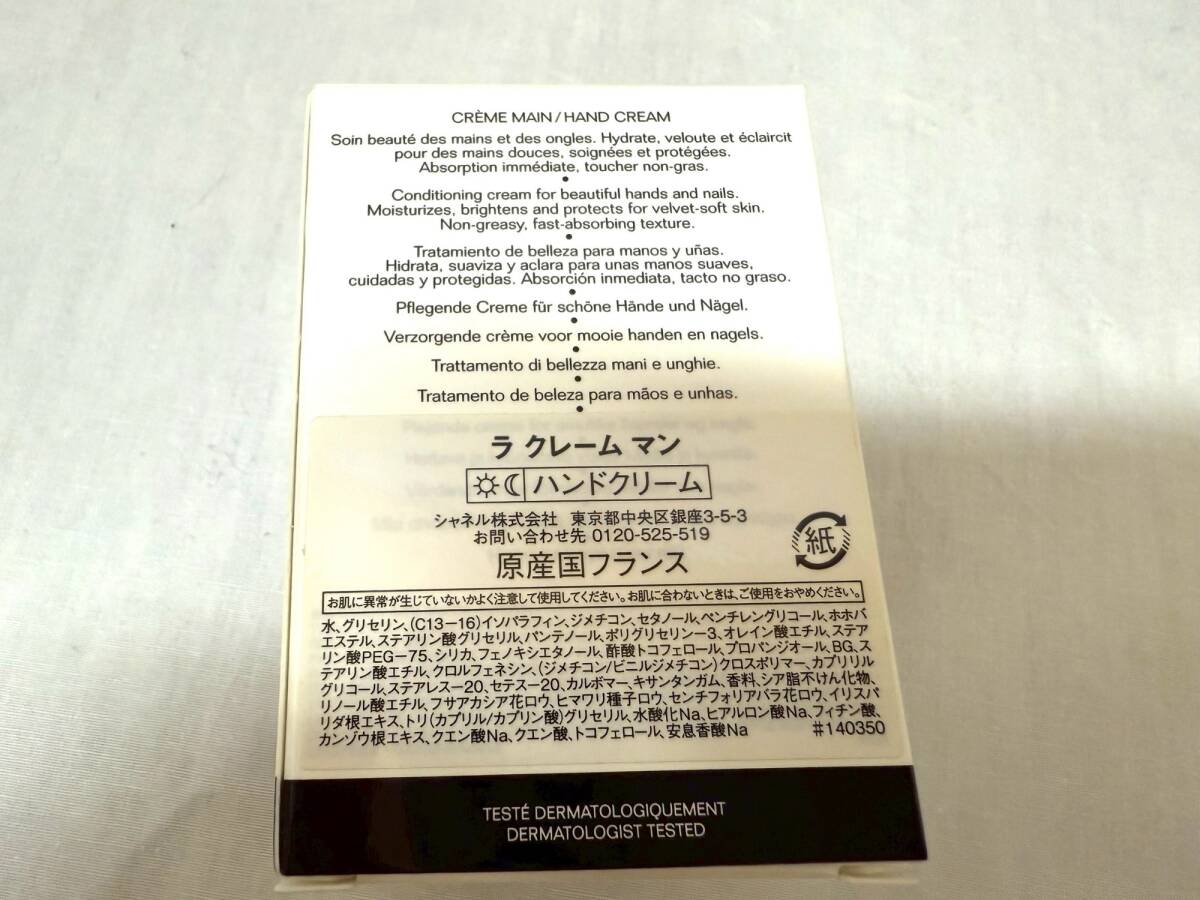 CRÈME MAIN / HAND CREAM
Soin beauté des mains et des ongles. Hydrate, veloute et éclaircit
pour des mains douces, soignées et protégées.
Absorption immédiate, toucher non-gras.
Conditioning cream for beautiful hands and nails.
Moisturizes, brightens and protects for velvet-soft skin.
Non-greasy, fast-absorbing texture.
Tratamiento de belleza para manos y uñas.
Hidrata, suaviza y aclara para unas manos suaves,
cuidadas y protegidas. Absorción inmediata, tacto no graso.
Pflegende Creme für schöne Hände und Nägel.
Verzorgende crème voor mooie handen en nagels.
Trattamento di bellezza mani e unghie.
Tratamento de beleza para mãos e unhas.
ラ クレーム マン
ハンドクリーム
シャネル株式会社 東京都中央区銀座3-5-3
お問い合わせ先 0120-525-519
紙
原産国フランス
お肌に異常が生じていないかよく注意して使用してください。お肌に合わないときは、ご使用をおやめください。
水、グリセリン、(C13-16)イソパラフィン、ジメチコン、セタノール、ペンチレングリコール、ホホバ
エステル、ステアリン酸グリセリル、パンテノール、ポリグリセリン-3、オレイン酸エチル、ステア
リン酸PEG-75、シリカ、フェノキシエタノール、酢酸トコフェロール、プロパンジオール、BG、ス
テアリン酸エチル、クロルフェネシン、(ジメチコン/ビニルジメチコン)クロスポリマー、カプリリル
グリコール、ステアレス-20、セテス-20、カルボマー、キサンタンガム、香料、シア脂不けん化物、
リノール酸エチル、フサアカシア花ロウ、ヒマワリ種子ロウ、センチフォリアバラ花ロウ、イリスパ
リダ根エキス、トリ(カプリル/カプリン酸)グリセリル、水酸化Na、ヒアルロン酸Na、フィチン酸、
カンゾウ根エキス、クエン酸Na、クエン酸、トコフェロール、安息香酸Na #140350
TESTÉ DERMATOLOGIQUEMENT
DERMATOLOGIST TESTED